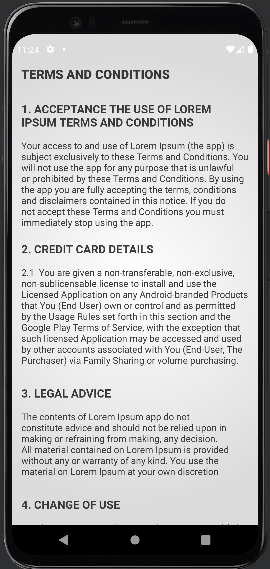 11:24
TERMS AND CONDITIONS
1. ACCEPTANCE THE USE OF LOREM
IPSUM TERMS AND CONDITIONS
Your access to and use of Lorem Ipsum (the app) is
subject exclusively to these Terms and Conditions. You
will not use the app for any purpose that is unlawful
or prohibited by these Terms and Conditions. By using
the app you are fully accepting the terms, conditions
and disclaimers contained in this notice. If you do
not accept these Terms and Conditions you must
immediately stop using the app.
2. CREDIT CARD DETAILS
2.1 You are given a non-transferable, non-exclusive,
non-sublicensable license to install and use the
Licensed Application on any Android-branded Products
that You (End User) own or control and as permitted
by the Usage Rules set forth in this section and the
Google Play Terms of Service, with the exception that
such licensed Application may be accessed and used
by other accounts associated with You (End-User, The
Purchaser) via Family Sharing or volume purchasing.
3. LEGAL ADVICE
The contents of Lorem Ipsum app do not
constitute advice and should not be relied upon in
making or refraining from making, any decision.
All material contained on Lorem Ipsum is provided
without any or warranty of any kind. You use the
material on Lorem Ipsum at your own discretion
4. CHANGE OF USE